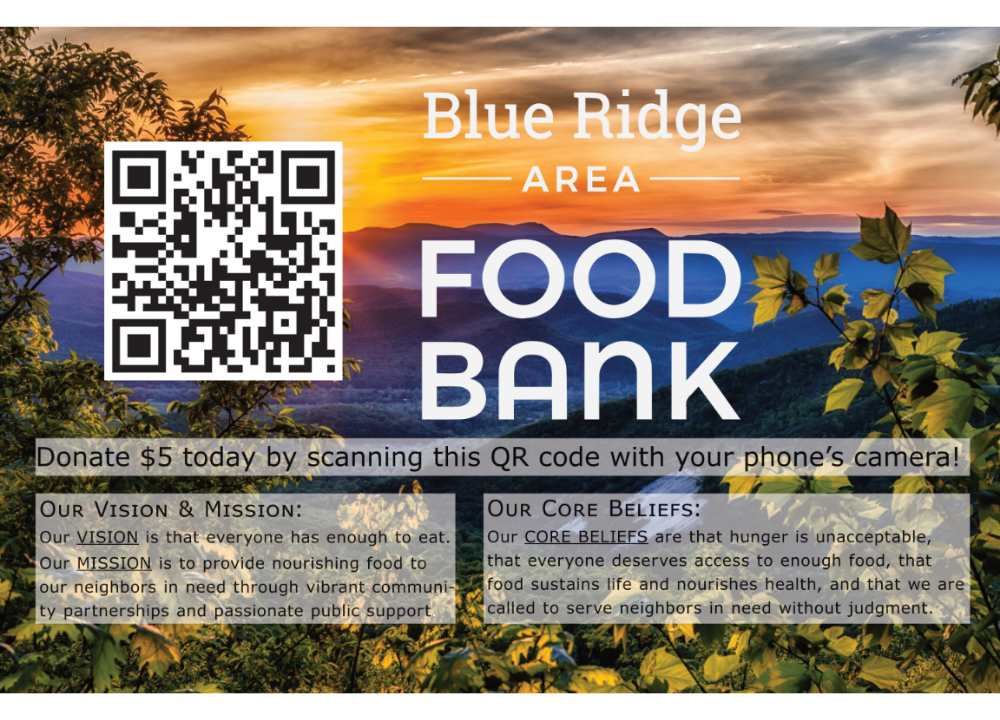 Blue Ridge
AREA
FOOD
BANK
Donate $5 today by scanning this QR code with your phone's camera!
Our Vision & Mission:
Our VISION is that everyone has enough to eat.
Our MISSION is to provide nourishing food to
our neighbors in need through vibrant communi-
ty partnerships and passionate public support.
Our Core Beliefs:
Our CORE BELIEFS are that hunger is unacceptable,
that everyone deserves access to enough food, that
food sustains life and nourishes health, and that we are
called to serve neighbors in need without judgment.